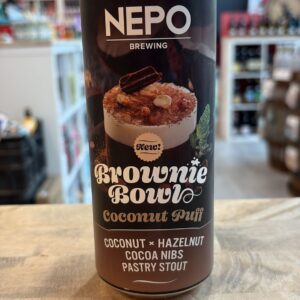 NEPO
BREWING
New!
Brownie
Bowl
Coconut Puff
COCONUT × HAZELNUT
COCOA NIBS
PASTRY STOUT